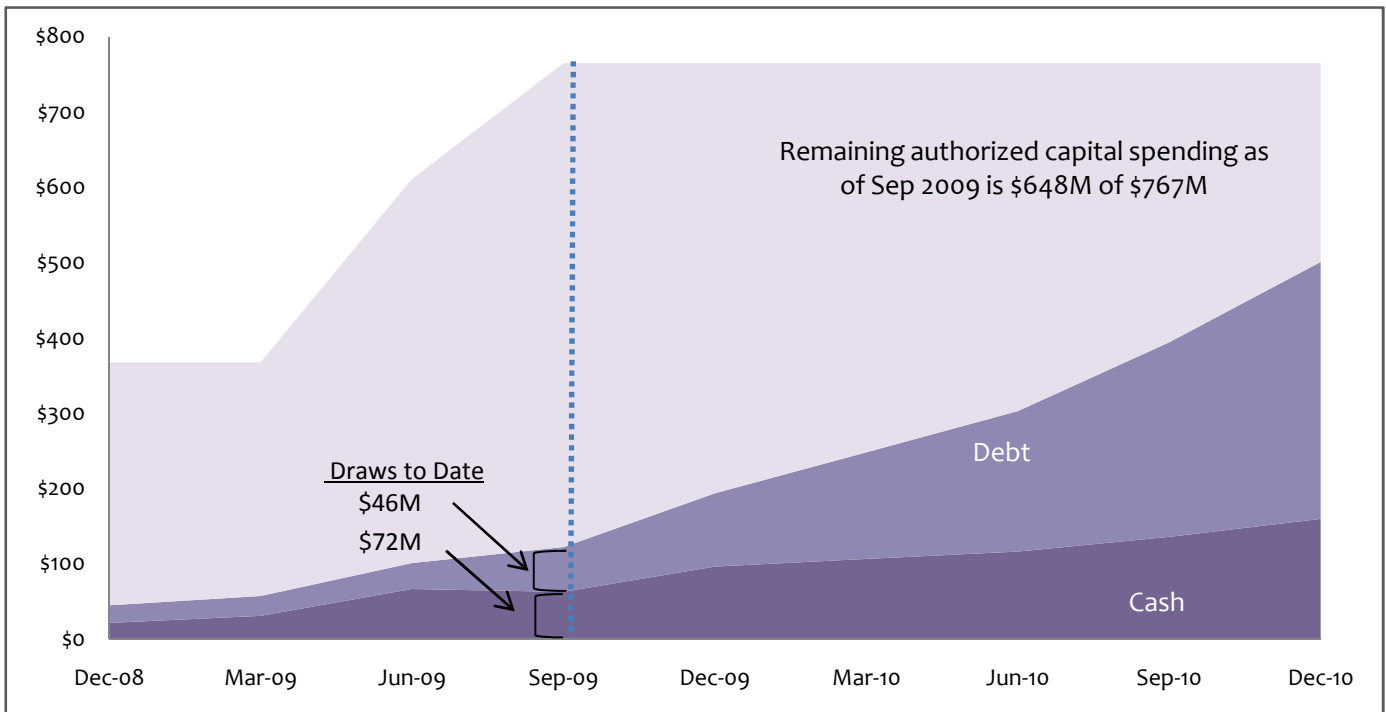 $800
$700
$600
$500
$400
$300
$200
$100
$0
Remaining authorized capital spending as
of Sep 2009 is $648M of $767M
Draws to Date
$46M
$72M
Debt
Cash
Dec-08
Mar-09
Jun-09
Sep-09
Dec-09
Mar-10
Jun-10
Sep-10
Dec-10